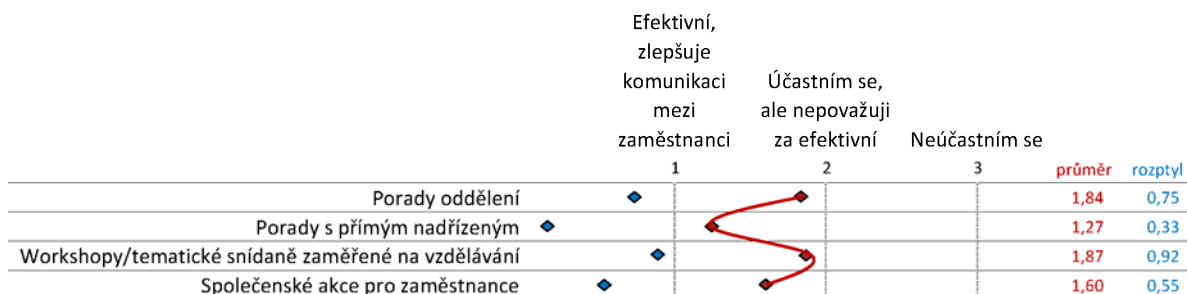 Efektivní,
zlepšuje
komunikaci
mezi
zaměstnanci
Účastním se,
ale nepovažuji
za efektivní
Neúčastním se
1 2 3 průměr rozptyl
Porady oddělení 1,84 0,75
Porady s přímým nadřízeným 1,27 0,33
Workshopy/tematické snídaně zaměřené na vzdělávání 1,87 0,92
Společenské akce pro zaměstnance 1,60 0,55